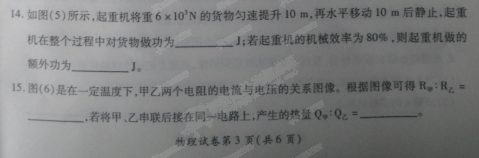 14. 如图(5)所示,起重机将重6×10³N的货物匀速提升10 m,再水平移动10 m后静止,起重
机在整个过程中对货物做功为________J;若起重机的机械效率为80%,则起重机做的
额外功为________J。
15. 图(6)是在一定温度下,甲乙两个电阻的电流与电压的关系图像。根据图像可得R甲:R乙=
________,若将甲、乙串联后接在同一电路上,产生的热量Q甲:Q乙=________。
物理试卷第3页(共6页)